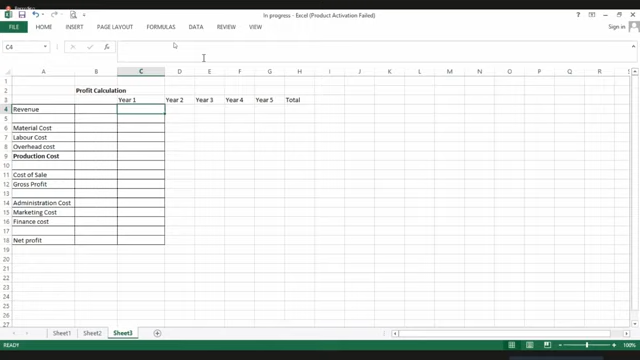 In progress - Excel (Product Activation Failed)
FILE HOME INSERT PAGE LAYOUT FORMULAS DATA REVIEW VIEW Sign in
C4 fx
A B C D E F G H I J K L M N O P Q R S
1
2 Profit Calculation
3 Year 1 Year 2 Year 3 Year 4 Year 5 Total
4 Revenue
5
6 Material Cost
7 Labour Cost
8 Overhead cost
9 Production Cost
10
11 Cost of Sale
12 Gross Profit
13
14 Administration Cost
15 Marketing Cost
16 Finance cost
17
18 Net profit
19
20
21
22
23
24
25
26
27
Sheet1 Sheet2 Sheet3
READY 100%